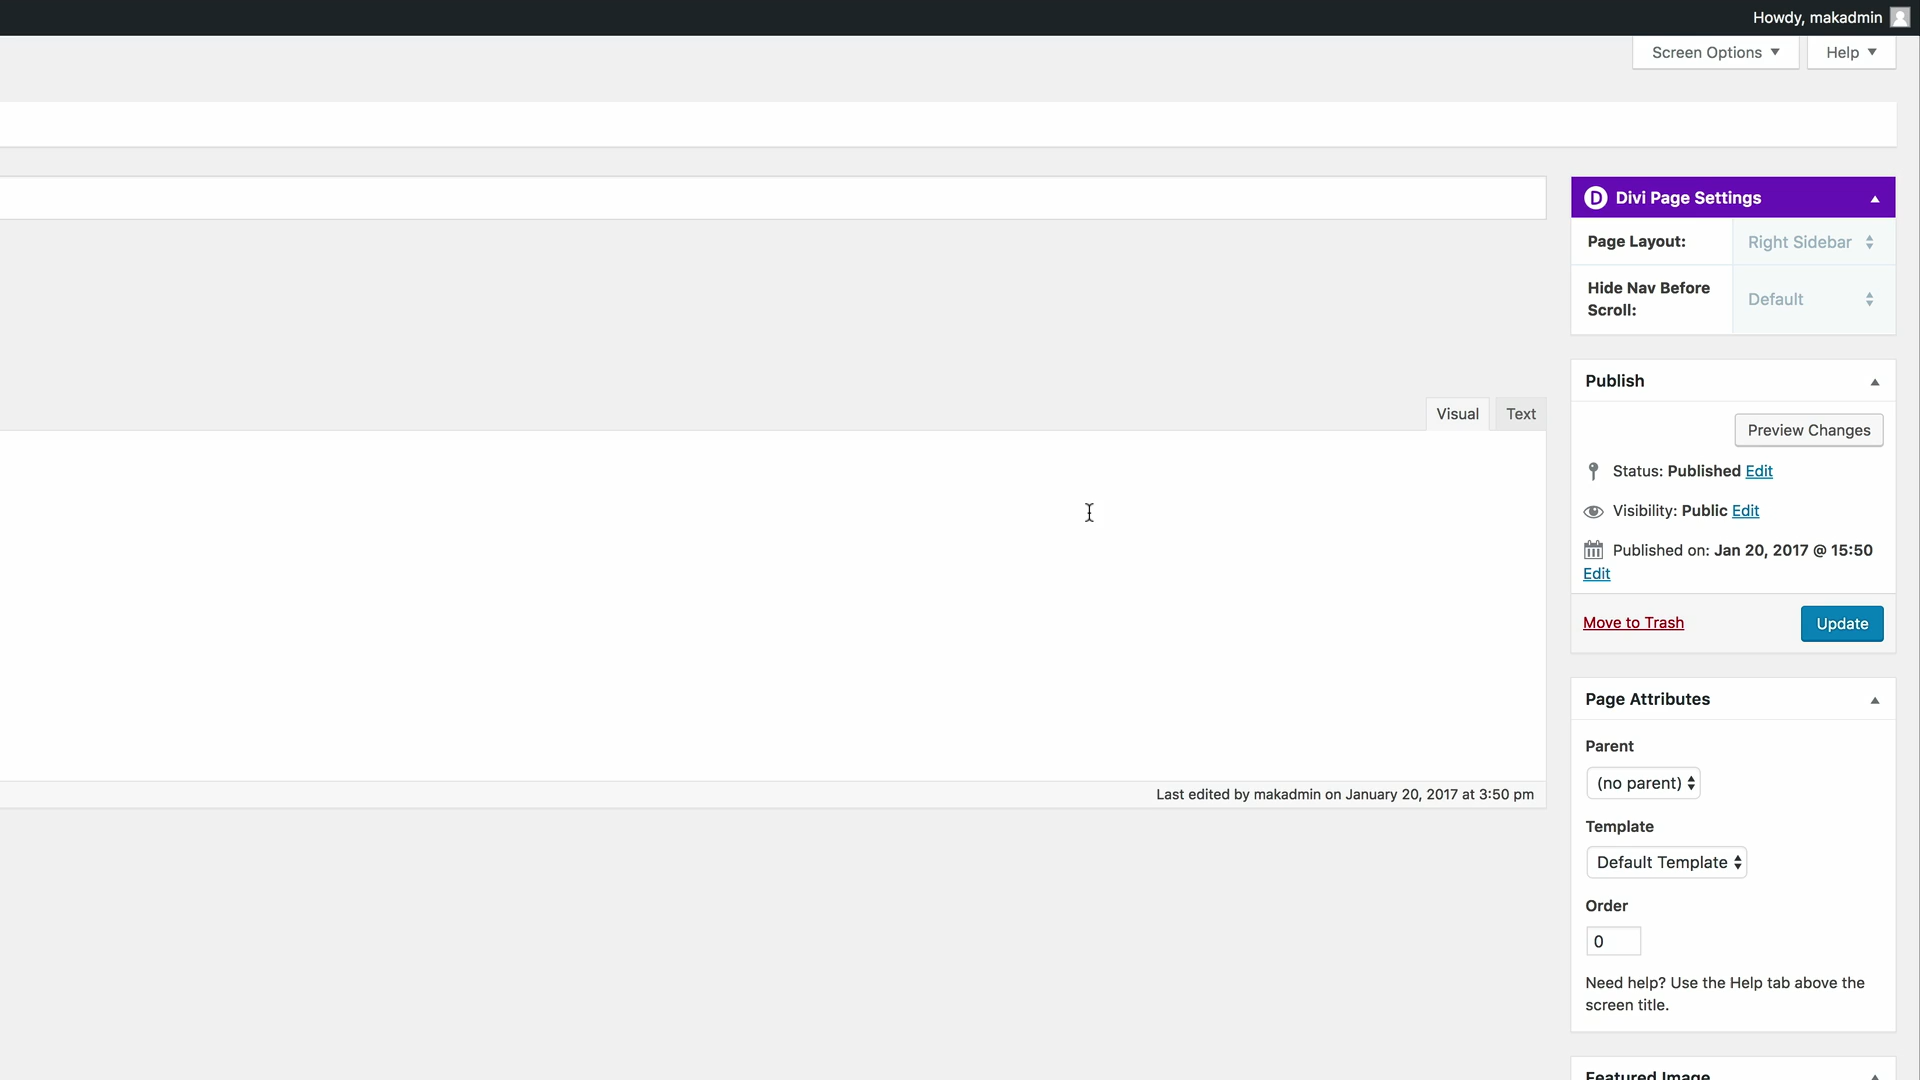 Howdy, makadmin
Screen Options
Help
Divi Page Settings
Page Layout:
Right Sidebar
Hide Nav Before
Scroll:
Default
Publish
Visual
Text
Preview Changes
Status: Published Edit
Visibility: Public Edit
Published on: Jan 20, 2017 @ 15:50
Edit
Move to Trash
Update
Page Attributes
Parent
(no parent)
Last edited by makadmin on January 20, 2017 at 3:50 pm
Template
Default Template
Order
0
Need help? Use the Help tab above the
screen title.
Featured Image